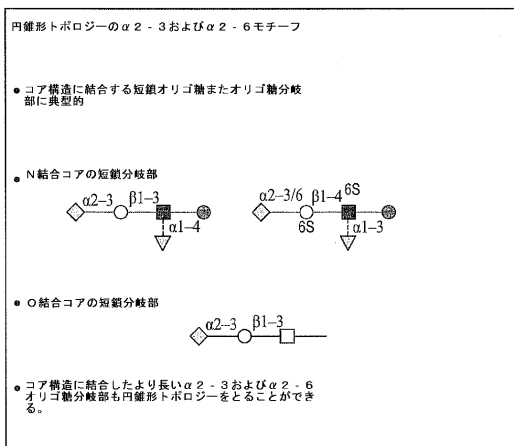 円錐形トポロジーのα2-3およびα2-6モチーフ
● コア構造に結合する短鎖オリゴ糖またオリゴ糖分岐
部に典型的
● N結合コアの短鎖分岐部
α2–3 β1–3 α1–4
α2–3/6 β1–4 6S 6S α1–3
● O結合コアの短鎖分岐部
α2–3 β1–3
● コア構造に結合したより長いα2-3およびα2-6
オリゴ糖分岐部も円錐形トポロジーをとることができ
る。